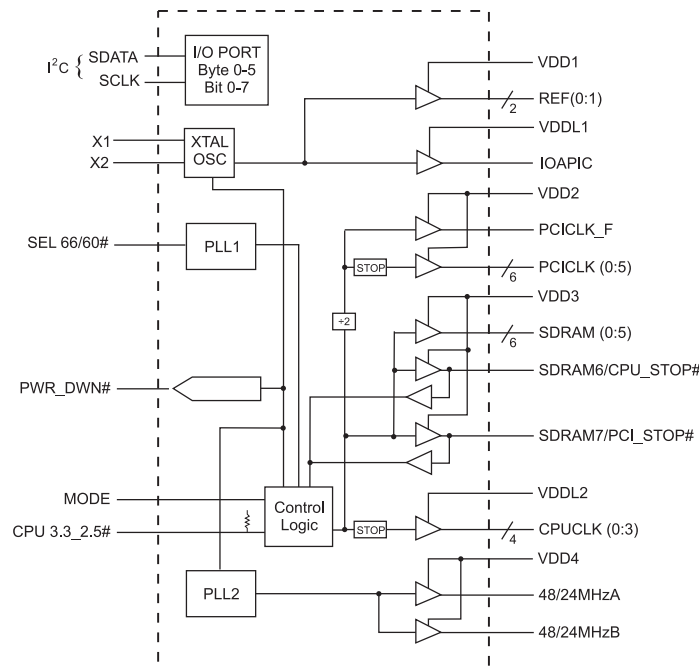 I²C { SDATA
SCLK
I/O PORT
Byte 0-5
Bit 0-7
VDD1
REF(0:1)
2
VDDL1
X1
X2
XTAL
OSC
IOAPIC
VDD2
SEL 66/60#
PLL1
PCICLK_F
STOP
PCICLK (0:5)
6
VDD3
÷2
SDRAM (0:5)
6
SDRAM6/CPU_STOP#
PWR_DWN#
SDRAM7/PCI_STOP#
MODE
CPU 3.3_2.5#
Control
Logic
VDDL2
STOP
CPUCLK (0:3)
4
VDD4
PLL2
48/24MHzA
48/24MHzB